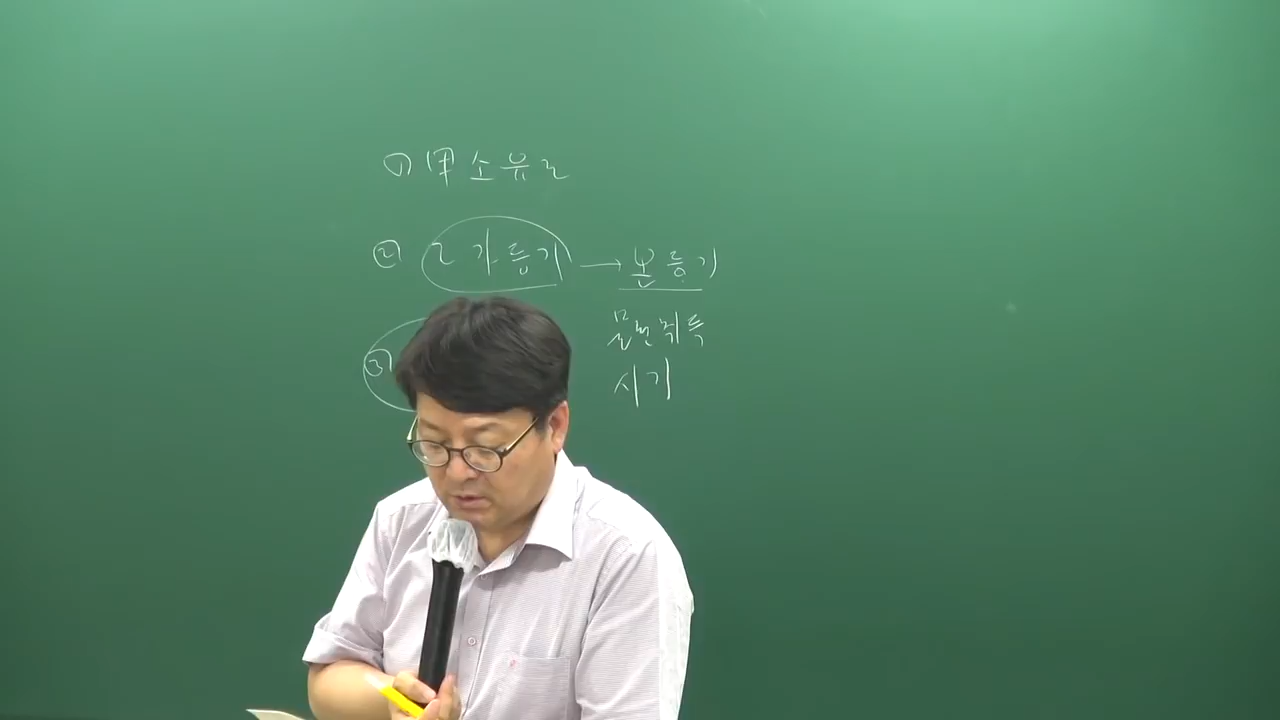 ① 甲 소유 乙
② 乙 가등기 → 본등기
물권취득
시기
③